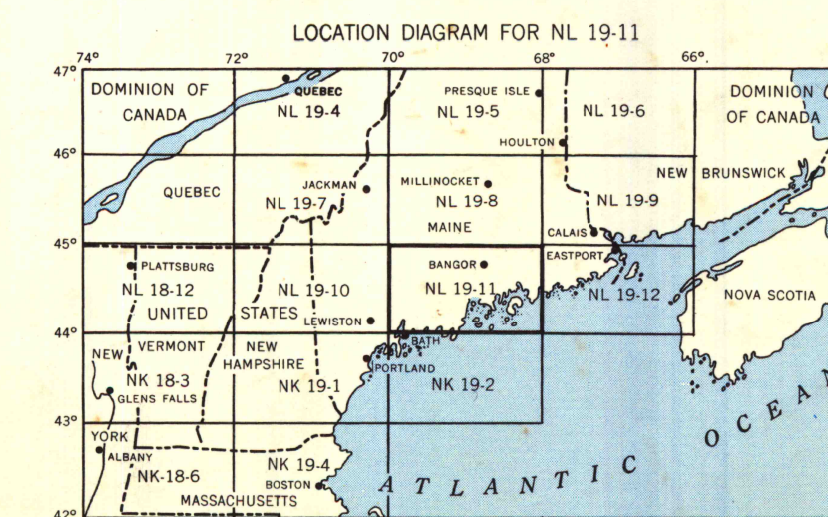 LOCATION DIAGRAM FOR NL 19-11
74° 72° 70° 68° 66°
47°
DOMINION OF
CANADA
QUEBEC
NL 19-4
PRESQUE ISLE
NL 19-5
NL 19-6
DOMINION
OF CANADA
HOULTON
46°
QUEBEC
JACKMAN
NL 19-7
MILLINOCKET
NL 19-8
MAINE
NEW BRUNSWICK
NL 19-9
CALAIS
45°
EASTPORT
PLATTSBURG
NL 18-12
UNITED STATES
NL 19-10
LEWISTON
BANGOR
NL 19-11
NL 19-12
NOVA SCOTIA
44°
BATH
NEW
VERMONT
NEW
HAMPSHIRE
PORTLAND
NK 18-3
GLENS FALLS
NK 19-1
NK 19-2
43°
YORK
ALBANY
NK-18-6
NK 19-4
BOSTON
MASSACHUSETTS
ATLANTIC OCEAN
42°